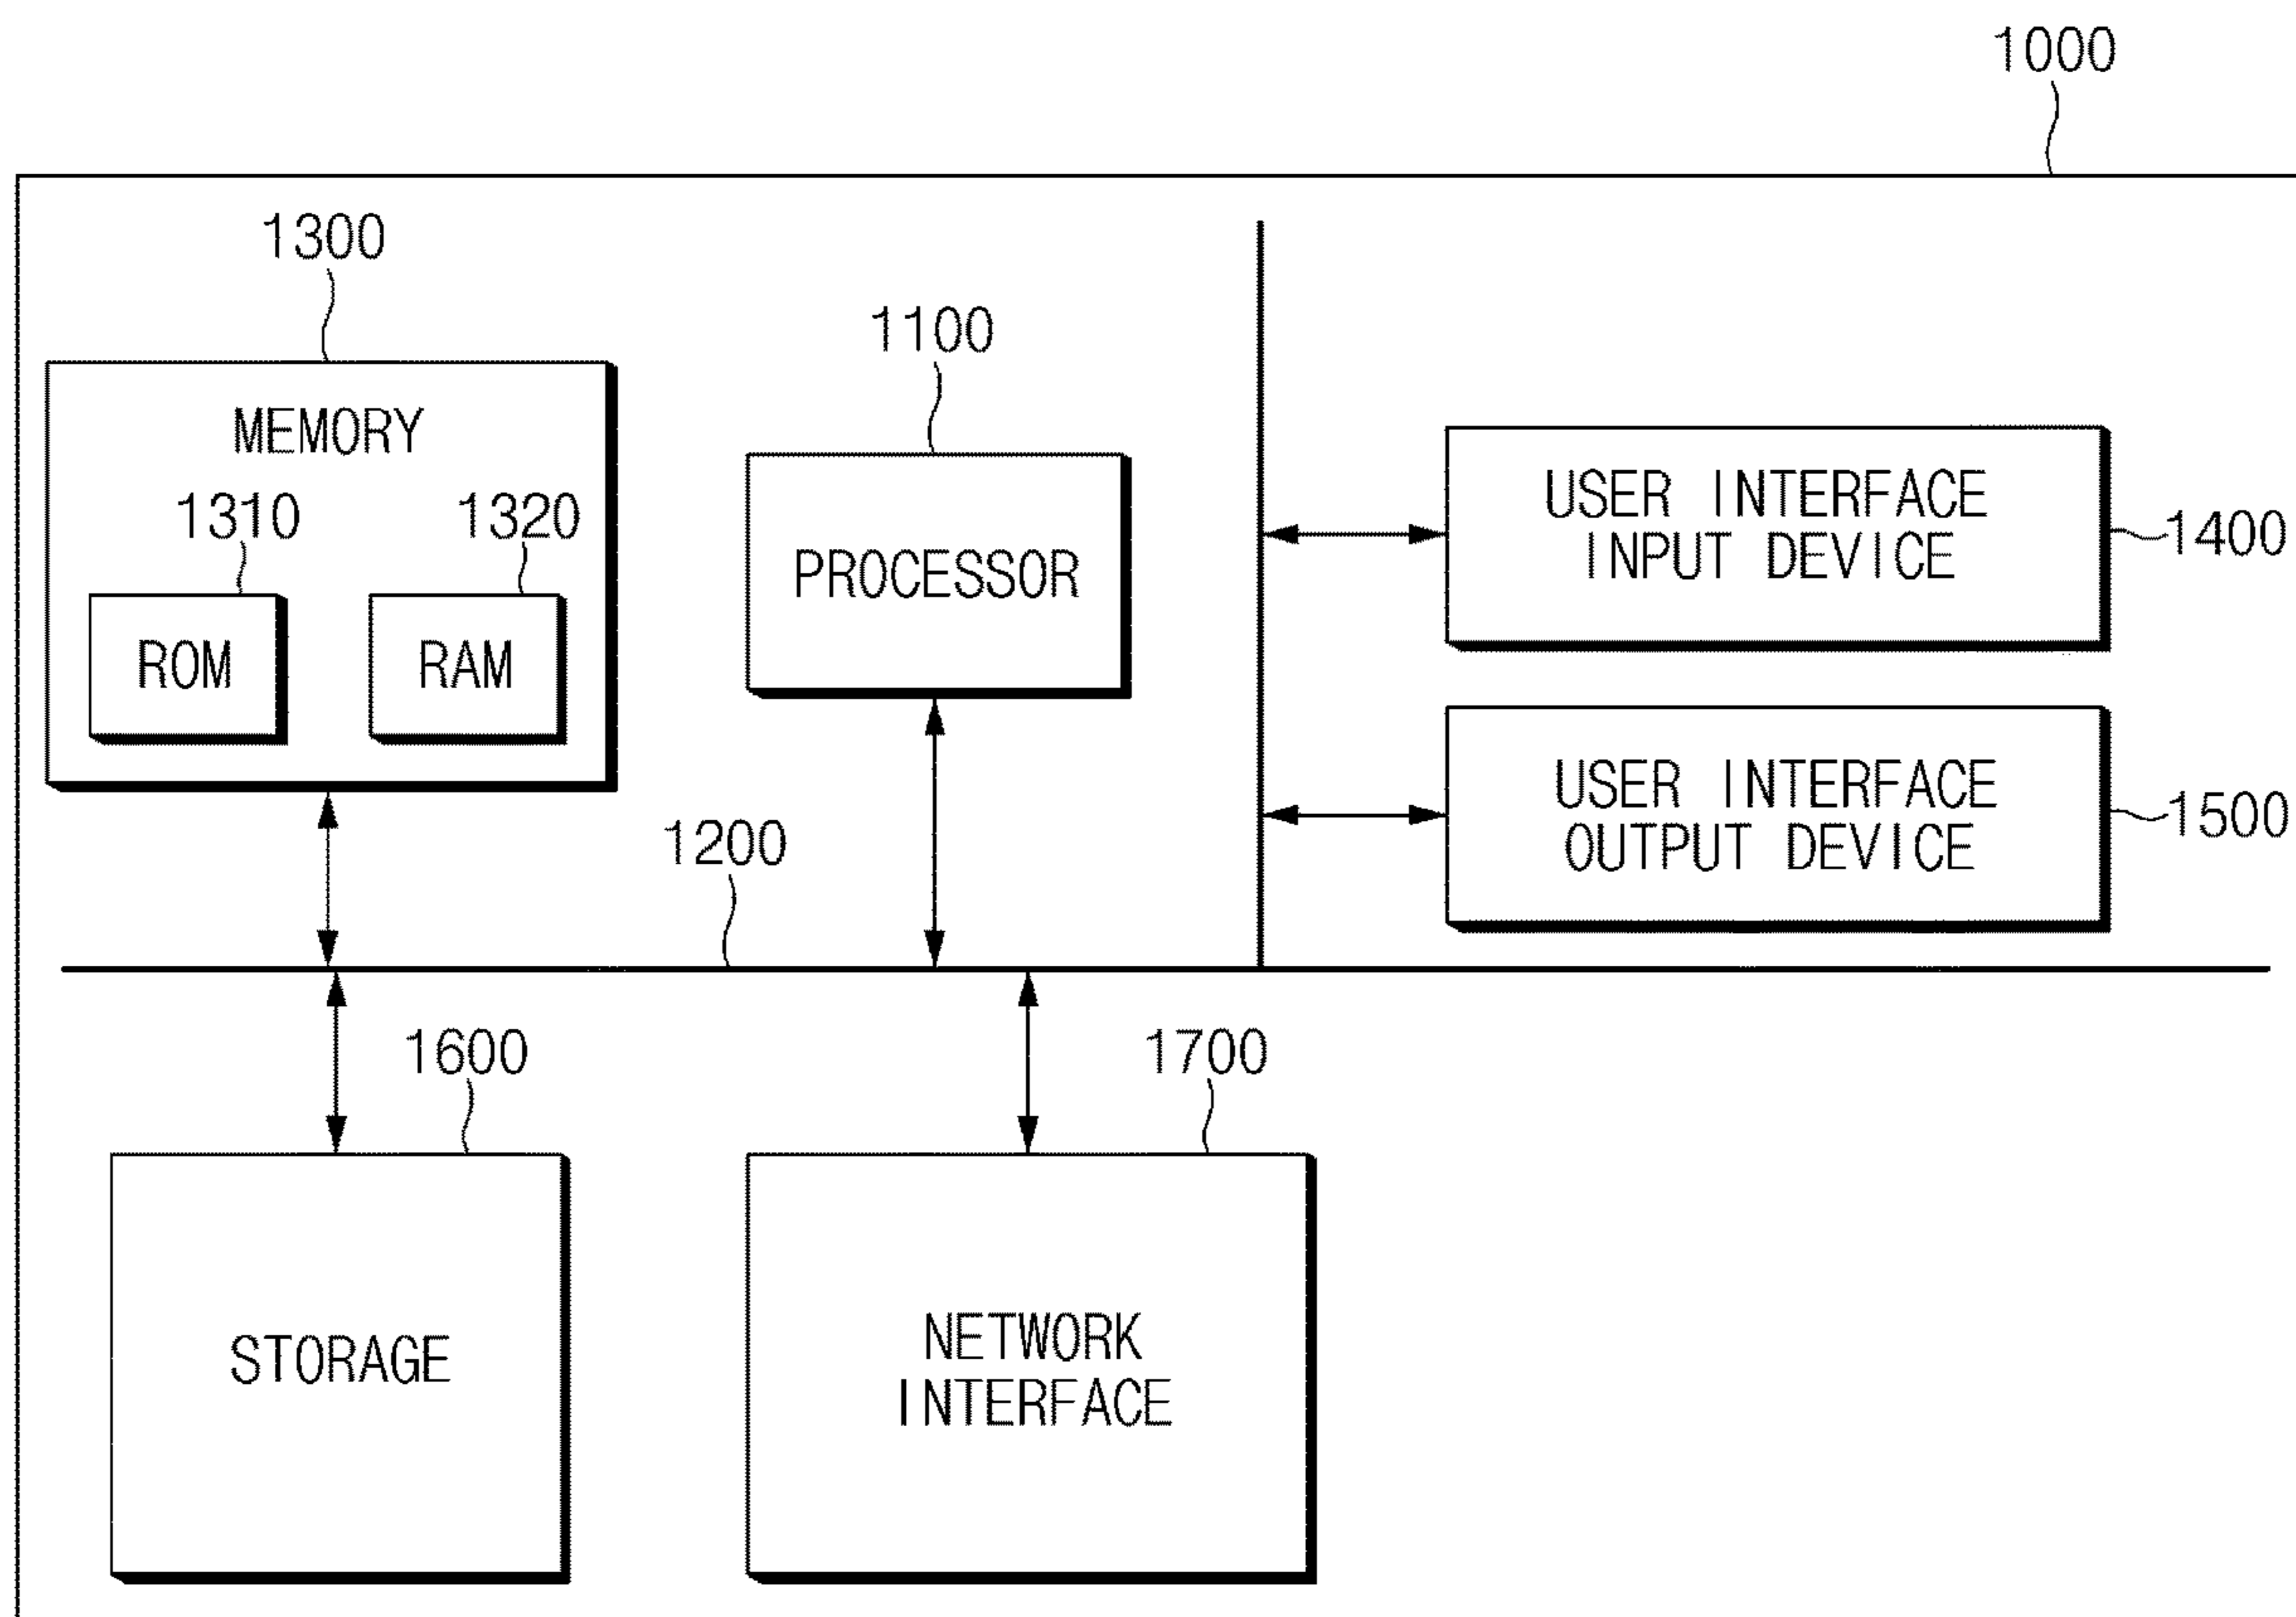 1000
1300
1100
MEMORY
1310
1320
ROM
RAM
PROCESSOR
USER INTERFACE
INPUT DEVICE
1400
USER INTERFACE
OUTPUT DEVICE
1500
1200
1600
1700
STORAGE
NETWORK
INTERFACE